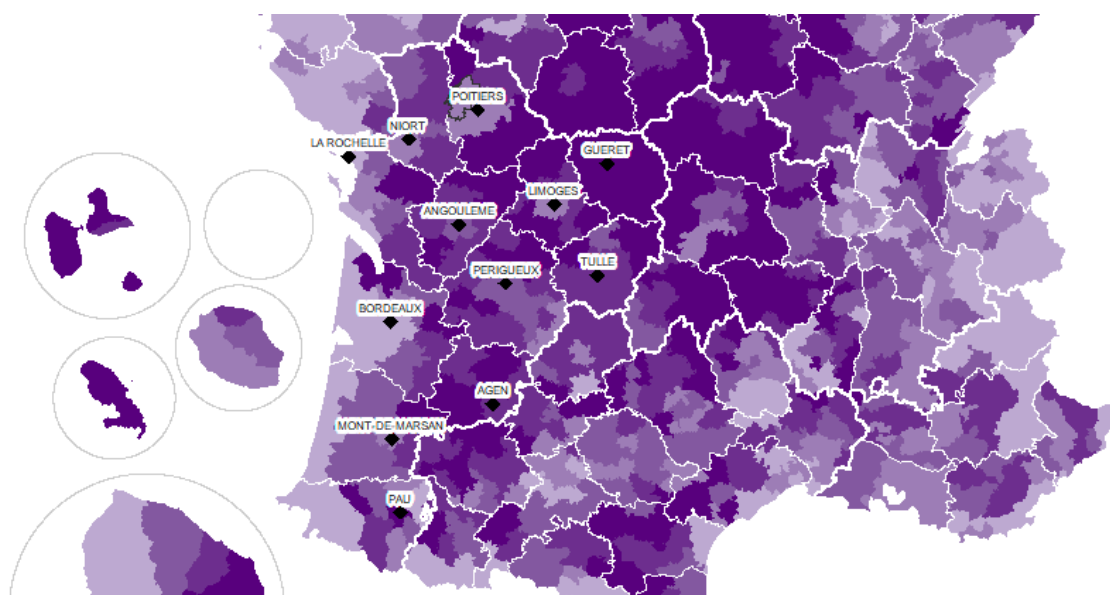 POITIERS
NIORT
LA ROCHELLE
GUERET
LIMOGES
ANGOULEME
TULLE
PERIGUEUX
BORDEAUX
AGEN
MONT-DE-MARSAN
PAU